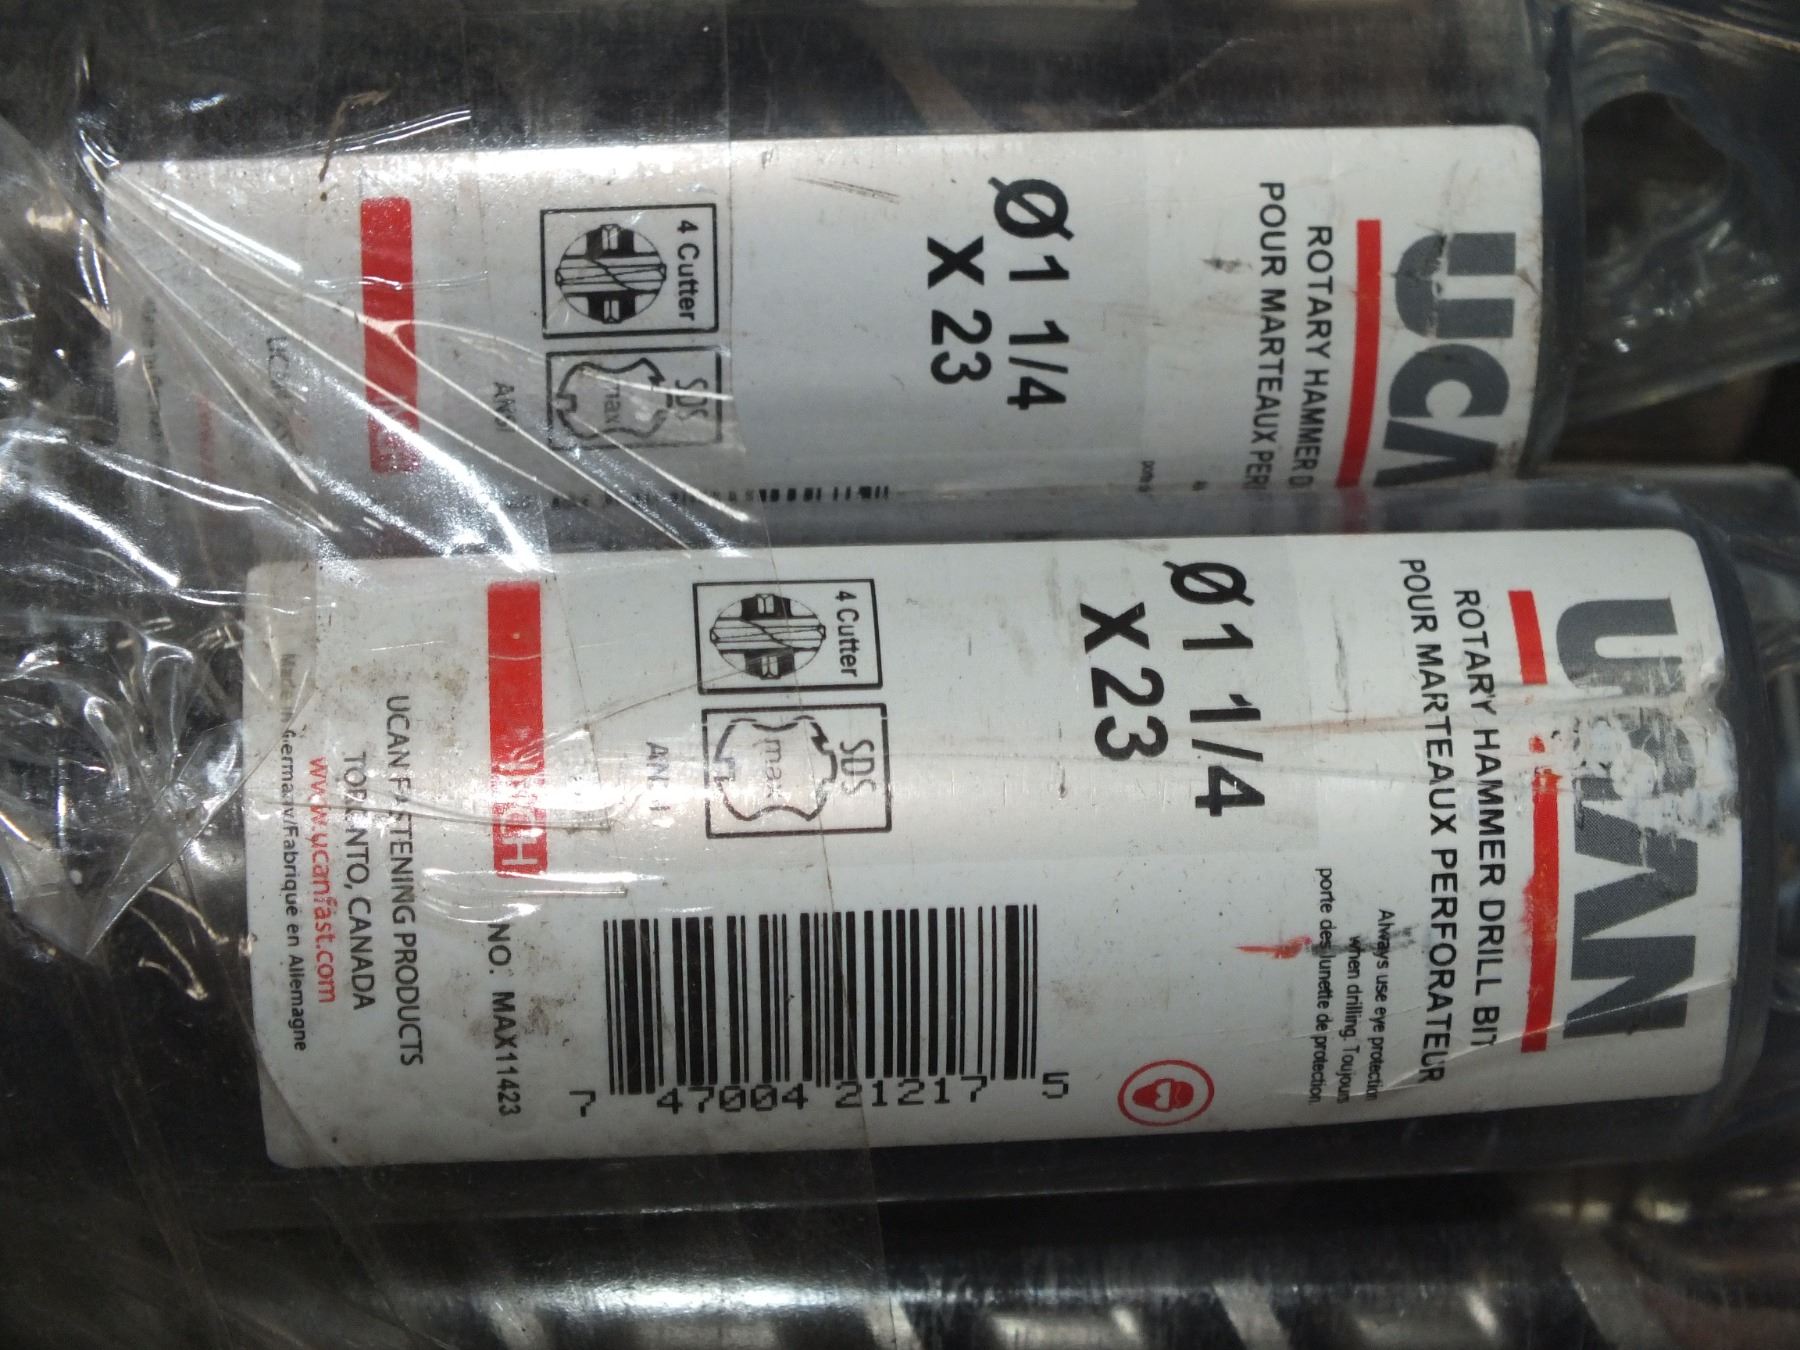 UCA
ROTARY HAMMER D
POUR MARTEAUX PER
Ø1 1/4
X 23
4 Cutter
SDS
max
UCAN
ROTARY HAMMER DRILL BIT
POUR MARTEAUX PERFORATEUR
Always use eye protection
when drilling. Toujours
porte des lunette de protection.
Ø1 1/4
X 23
7 47004 21217 5
4 Cutter
SDS
max
NO. MAX11423
UCAN FASTENING PRODUCTS
TORONTO, CANADA
www.ucanfast.com
Made in Germany/Fabrique en Allemagne